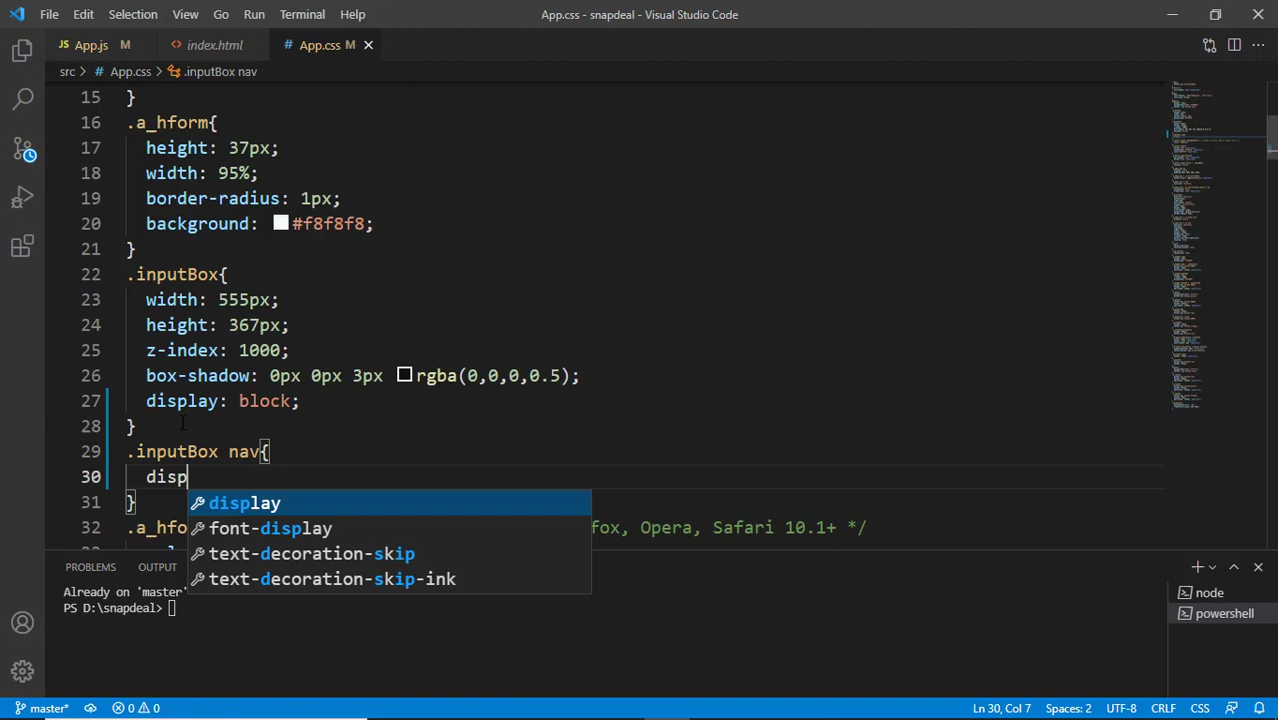 File Edit Selection View Go Run Terminal Help App.css - snapdeal - Visual Studio Code
JS App.js M <> index.html # App.css M
src > # App.css > .inputBox nav
15 }
16 .a_hform{
17 height: 37px;
18 width: 95%;
19 border-radius: 1px;
20 background: #f8f8f8;
21 }
22 .inputBox{
23 width: 555px;
24 height: 367px;
25 z-index: 1000;
26 box-shadow: 0px 0px 3px rgba(0,0,0,0.5);
27 display: block;
28 }
29 .inputBox nav{
30 disp
display
31 }
font-display
32 .a_hfo fox, Opera, Safari 10.1+ */
text-decoration-skip
text-decoration-skip-ink
PROBLEMS OUTPUT
Already on 'master'
PS D:\snapdeal>
node
powershell
master* 0 0 Ln 30, Col 7 Spaces: 2 UTF-8 CRLF CSS